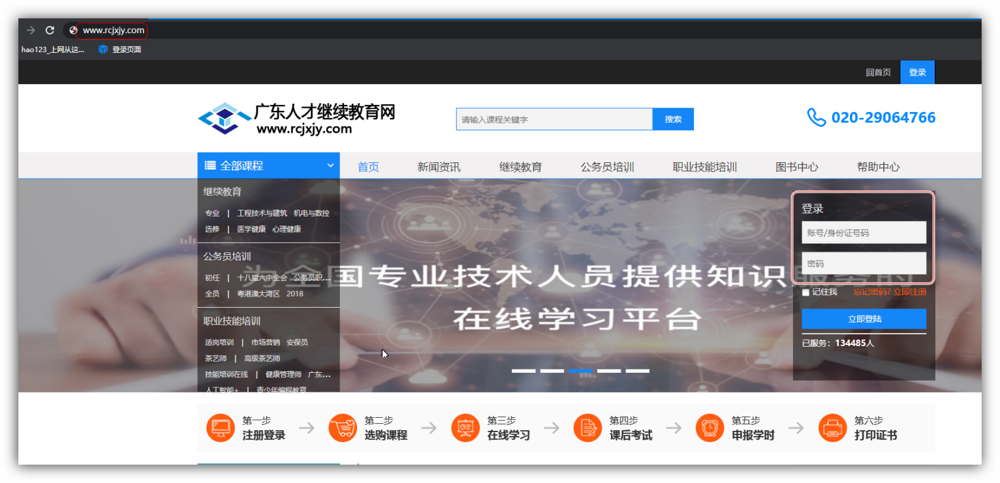 www.rcjxjy.com
hao123_上网从这...
登录页面
回首页
登录
广东人才继续教育网
www.rcjxjy.com
请输入课程关键字
搜索
020-29064766
全部课程
首页
新闻资讯
继续教育
公务员培训
职业技能培训
图书中心
帮助中心
继续教育
专业 | 工程技术与建筑 机电与数控
选修 | 医学健康 心理健康
公务员培训
初任 | 十八届六中全会 公务员职...
全员 | 粤港澳大湾区 2018
职业技能培训
适岗培训 | 市场营销 安保员
茶艺师 | 高级茶艺师
技能培训在线 | 健康管理师 广东...
人工智能+ | 青少年编程教育
为全国专业技术人员提供知识服务的
在线学习平台
登录
账号/身份证号码
密码
记住我
忘记密码? 立即注册
立即登陆
已服务：134485人
第一步
注册登录
第二步
选购课程
第三步
在线学习
第四步
课后考试
第五步
申报学时
第六步
打印证书